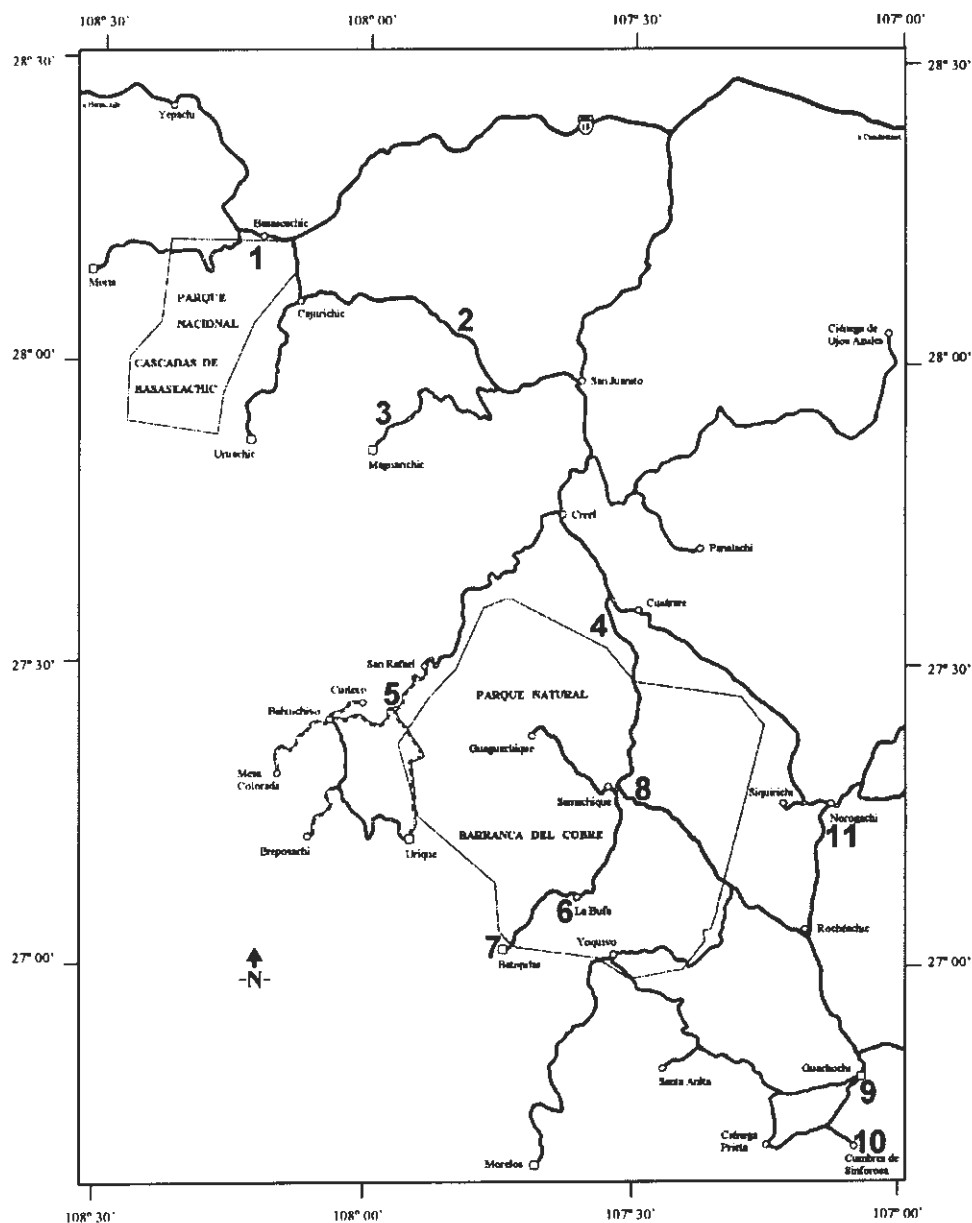 108° 30'
108° 00'
107° 30'
107° 00'
28° 30'
28° 30'
Yepachi
16
Basaseachic
1
Moris
PARQUE
NACIONAL
Cajurichic
2
Ciénega de
Ojos Azules
28° 00'
28° 00'
CASCADAS DE
BASASEACHIC
San Juanito
3
Uruachic
Maguarichic
Creel
Panalachi
Cusárare
4
27° 30'
27° 30'
San Rafael
5
Cuiteco
PARQUE NATURAL
Bahuichivo
Guaguachique
Mesa
Colorada
8
Samachique
Siquirichi
Norogachi
BARRANCA DEL COBRE
11
Urique
6
La Bufa
Rochéachic
7
Batopilas
Yoquivo
27° 00'
27° 00'
-N-
Guachochi
Santa Anita
9
10
Ciénega
Prieta
Cumbres de
Sinforosa
Morelos
108° 30'
108° 00'
107° 30'
107° 00'